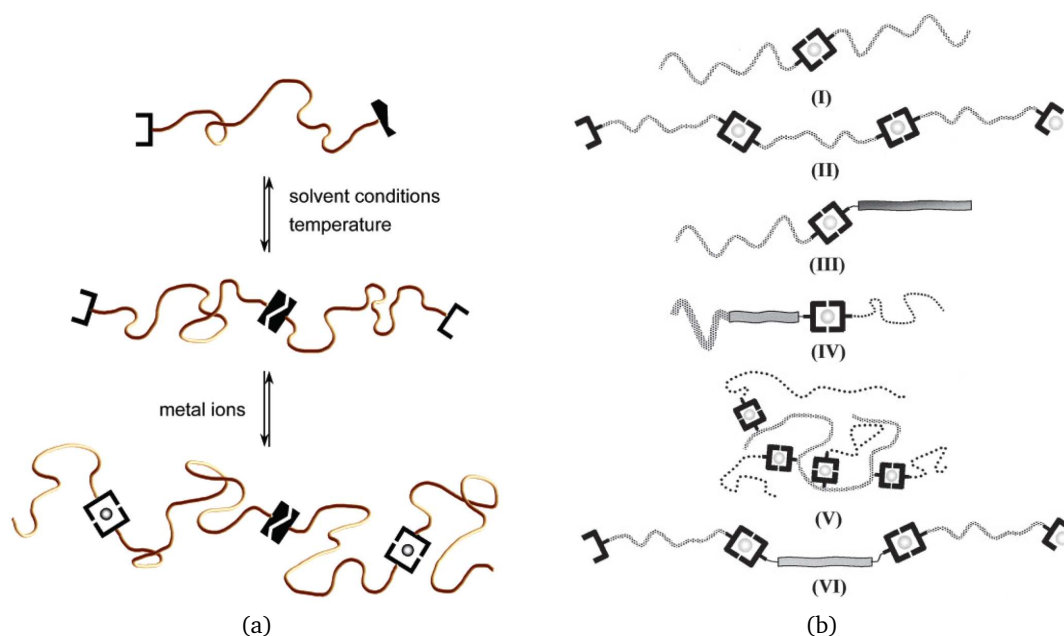 solvent conditions
temperature
metal ions
(a)
(I)
(II)
(III)
(IV)
(V)
(VI)
(b)